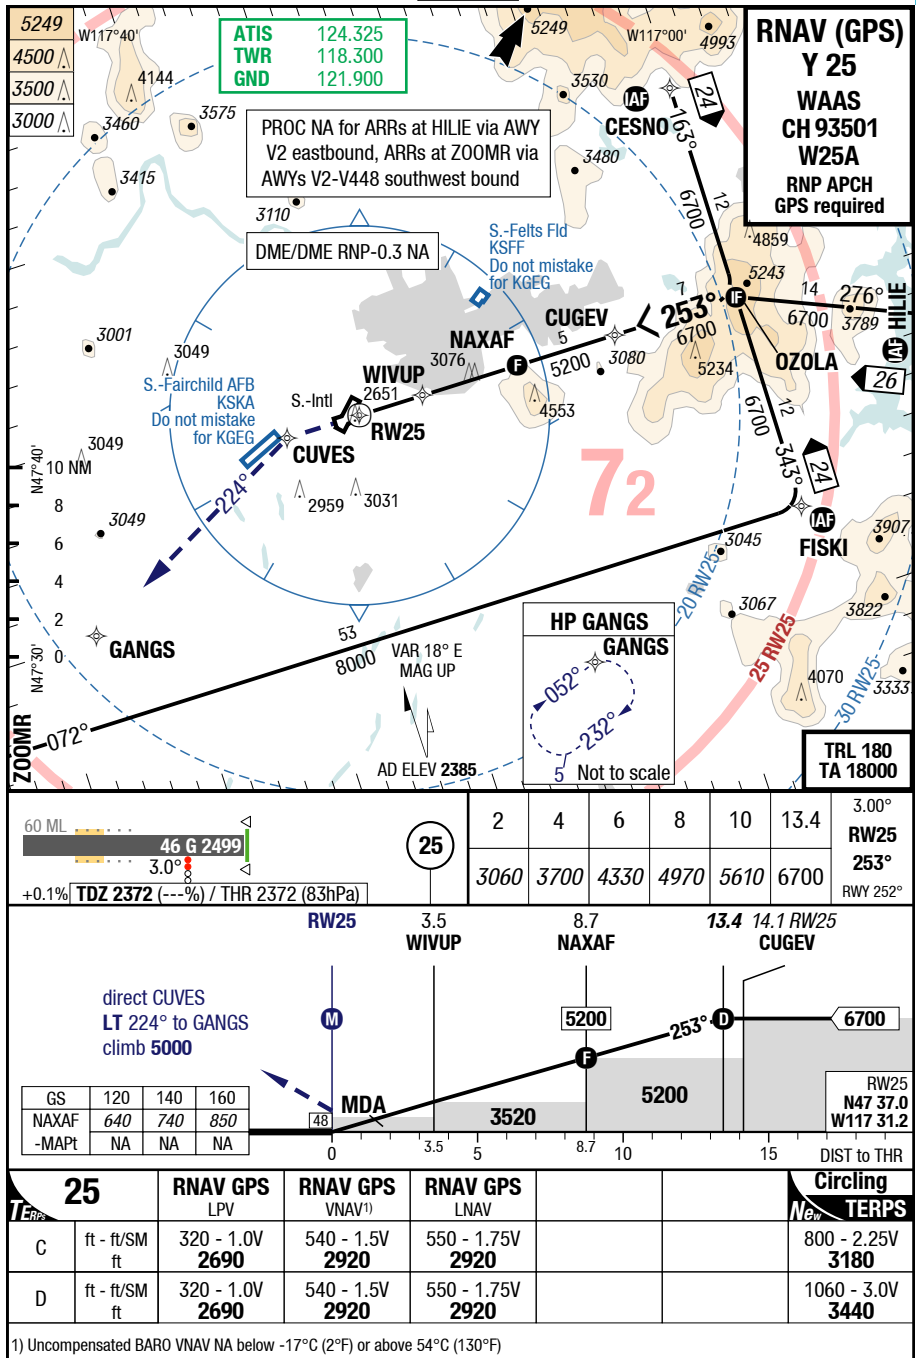 5249
4500
3500
3000
W117°40'
4144
3460
3575
3415
3110
ATIS 124.325
TWR 118.300
GND 121.900
PROC NA for ARRs at HILIE via AWY
V2 eastbound, ARRs at ZOOMR via
AWYs V2-V448 southwest bound
DME/DME RNP-0.3 NA
5249
W117°00'
4993
3530
IAF
CESNO
24
163°
6700
12
3480
RNAV (GPS)
Y 25
WAAS
CH 93501
W25A
RNP APCH
GPS required
S.-Felts Fld
KSFF
Do not mistake
for KGEG
4859
5243
IF
14
276°
6700
3789
HILIE
IAF
26
OZOLA
7
253°
6700
5234
CUGEV
5
5200
3080
NAXAF
F
3076
4553
WIVUP
2651
RW25
S.-Intl
CUVES
3001
3049
S.-Fairchild AFB
KSKA
Do not mistake
for KGEG
3049
N47°40'
10 NM
8
6
4
2
0
N47°30'
3049
224°
2959
3031
72
6700
12
343°
24
IAF
FISKI
3045
3907
20 RW25
3067
3822
25 RW25
4070
3333
30 RW25
GANGS
53
8000
VAR 18° E
MAG UP
AD ELEV 2385
072°
ZOOMR
HP GANGS
GANGS
052°
232°
5
Not to scale
TRL 180
TA 18000
60 ML
46 G 2499
3.0°
+0.1% TDZ 2372 (---%) / THR 2372 (83hPa)
25
2 4 6 8 10 13.4
3060 3700 4330 4970 5610 6700
3.00°
RW25
253°
RWY 252°
RW25 3.5 8.7 13.4 14.1 RW25
WIVUP NAXAF CUGEV
direct CUVES
LT 224° to GANGS
climb 5000
M
5200
253°
D
6700
F
GS 120 140 160
NAXAF 640 740 850
-MAPt NA NA NA
48
MDA
3520
5200
RW25
N47 37.0
W117 31.2
0 3.5 5 8.7 10 15 DIST to THR
TERPS
25
RNAV GPS RNAV GPS RNAV GPS
LPV VNAV1) LNAV
Circling
New TERPS
C ft - ft/SM 320 - 1.0V 540 - 1.5V 550 - 1.75V 800 - 2.25V
ft 2690 2920 2920 3180
D ft - ft/SM 320 - 1.0V 540 - 1.5V 550 - 1.75V 1060 - 3.0V
ft 2690 2920 2920 3440
1) Uncompensated BARO VNAV NA below -17°C (2°F) or above 54°C (130°F)